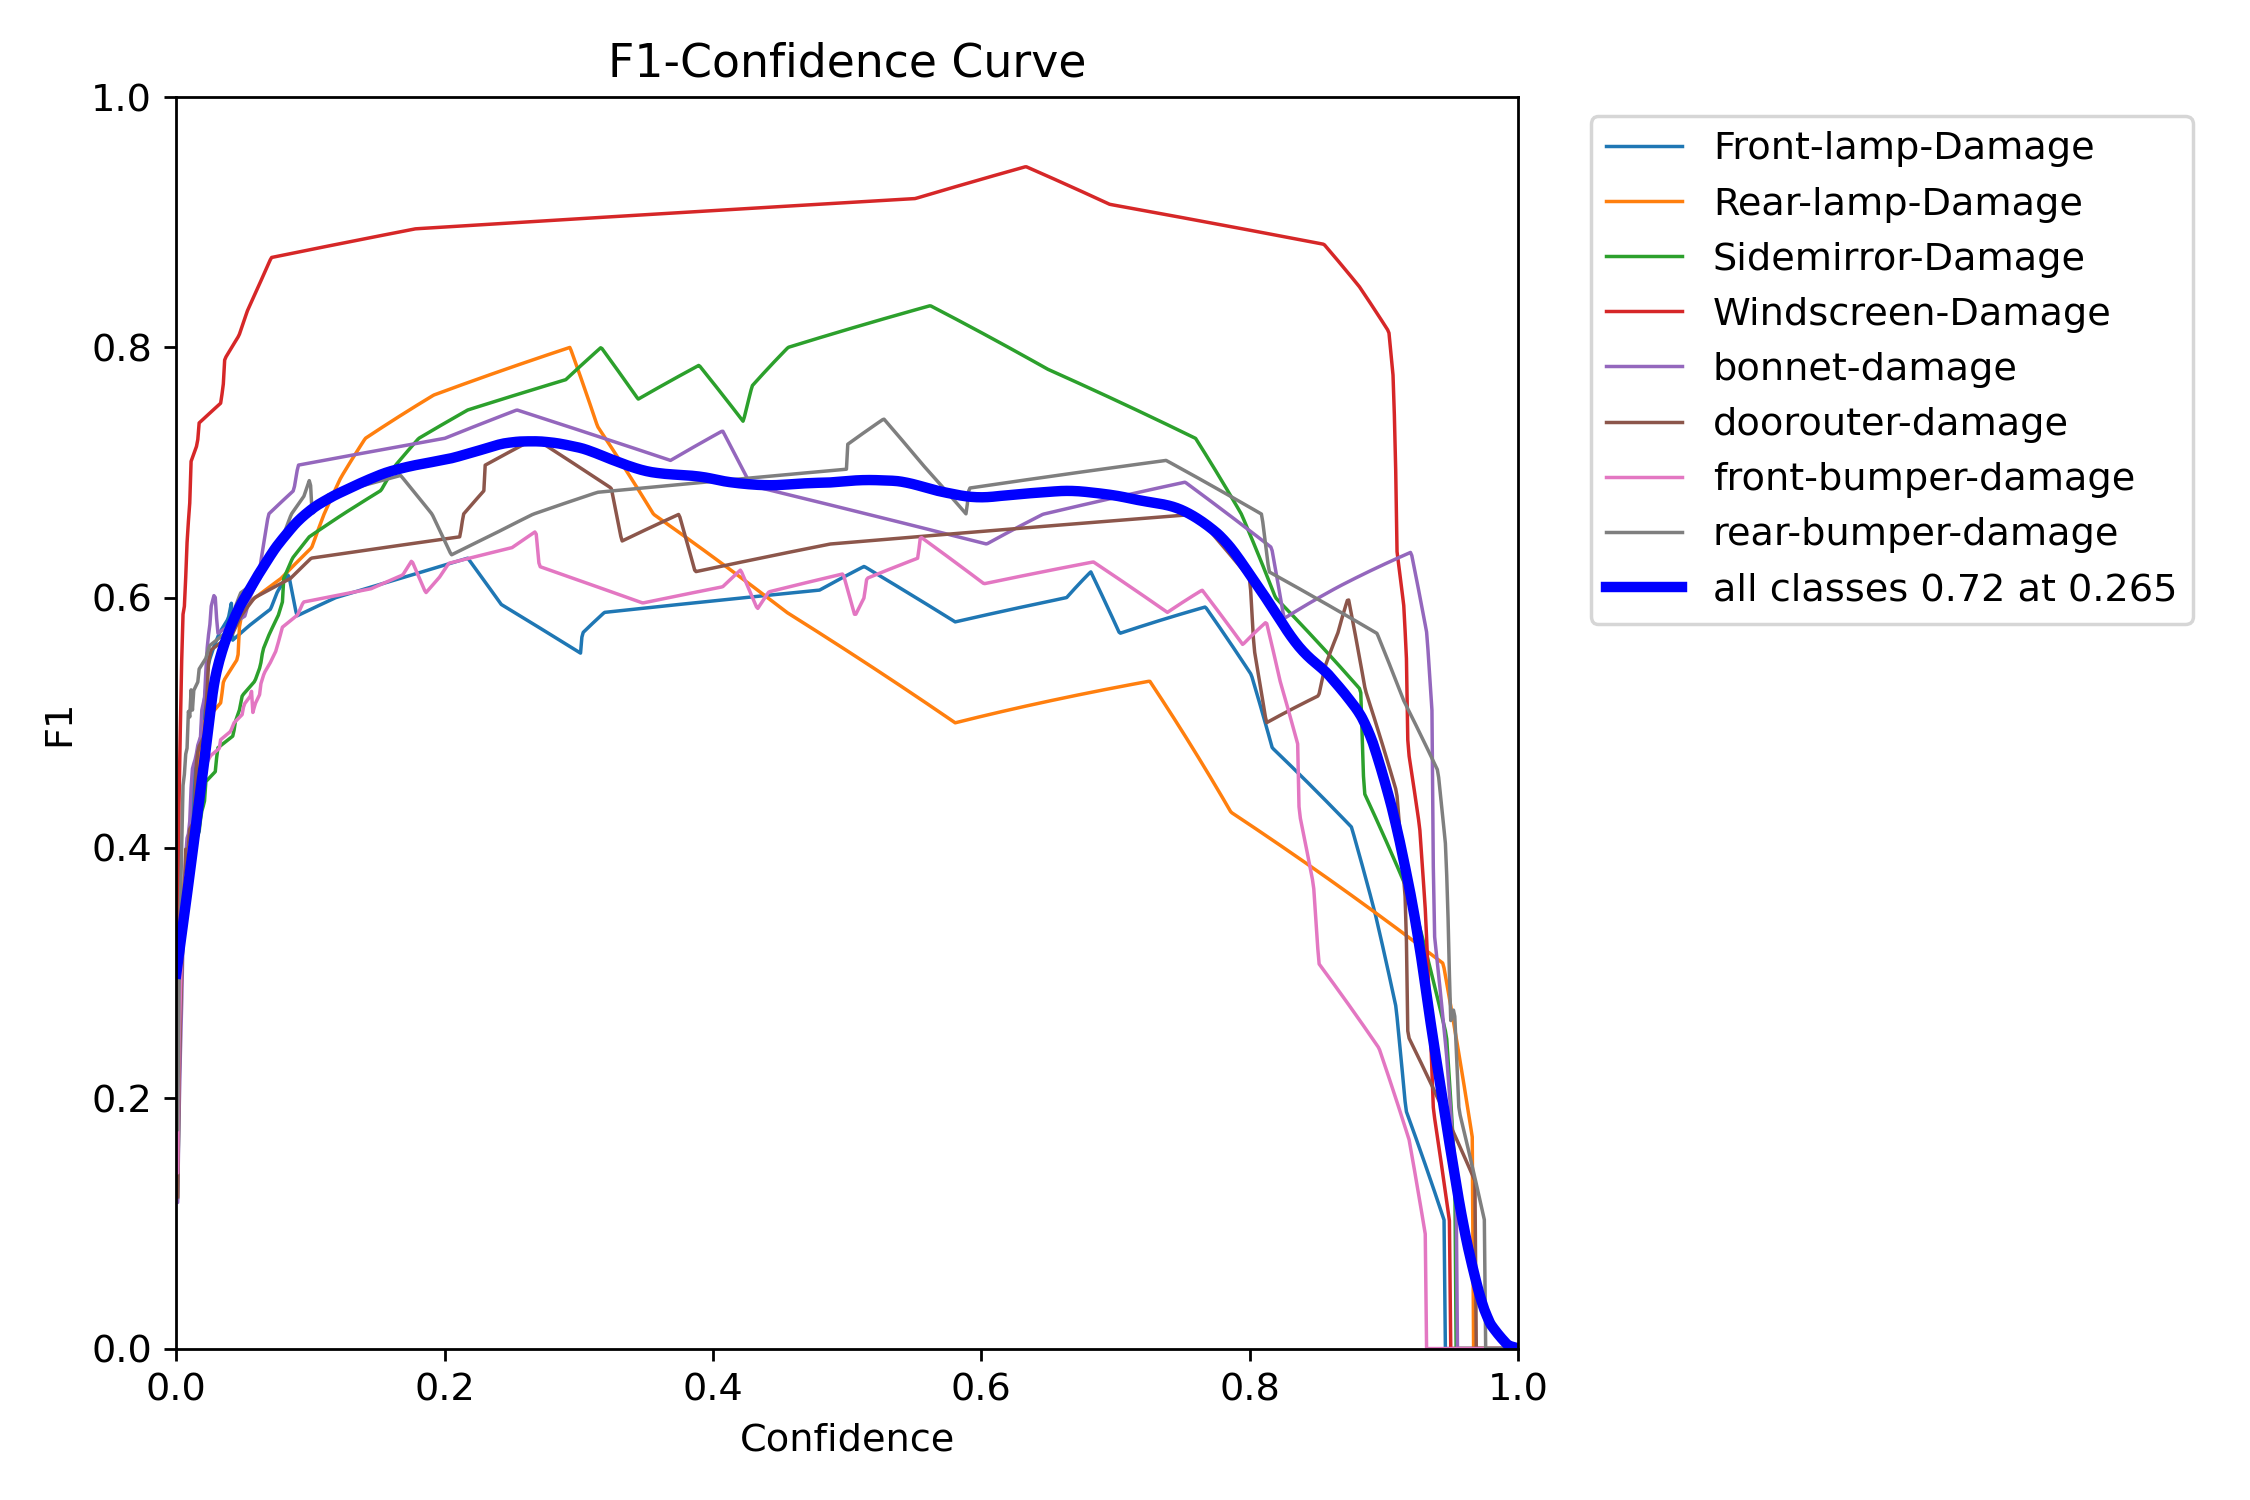 F1-Confidence Curve
1.0
0.8
0.6
0.4
0.2
0.0
F1
0.0 0.2 0.4 0.6 0.8 1.0
Confidence
Front-lamp-Damage
Rear-lamp-Damage
Sidemirror-Damage
Windscreen-Damage
bonnet-damage
doorouter-damage
front-bumper-damage
rear-bumper-damage
all classes 0.72 at 0.265